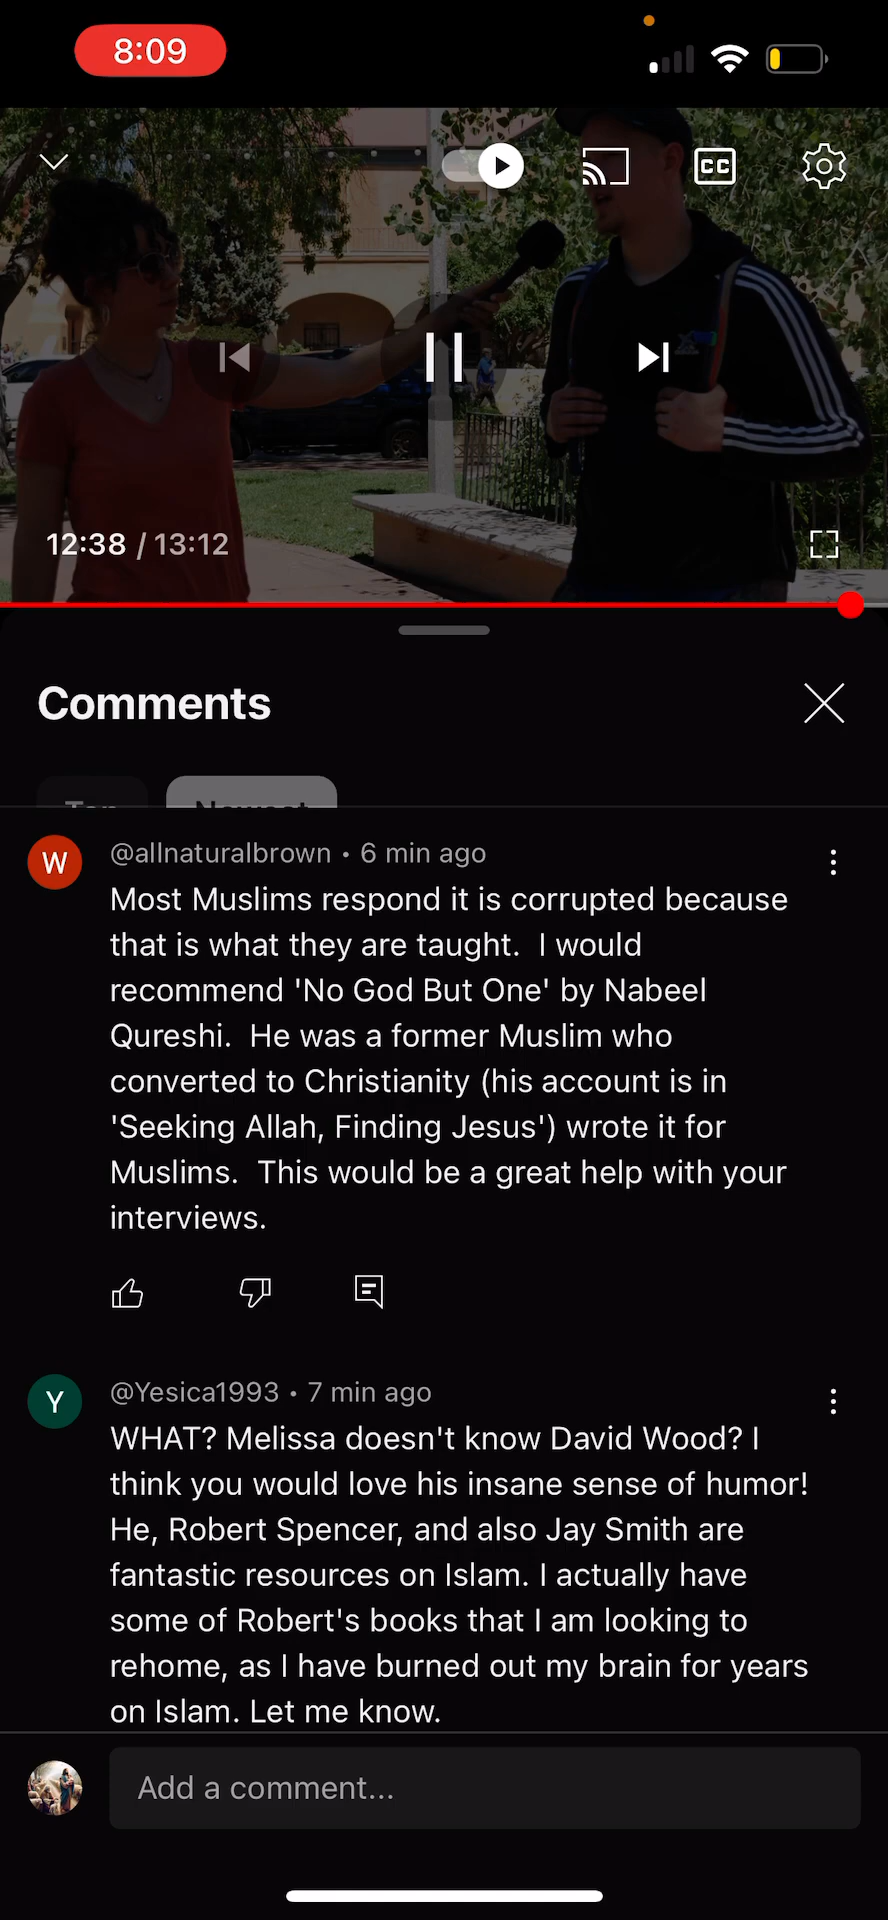 8:09
CC
12:38 / 13:12
Comments
Top Newest
W
@allnaturalbrown • 6 min ago
Most Muslims respond it is corrupted because
that is what they are taught.  I would
recommend 'No God But One' by Nabeel
Qureshi.  He was a former Muslim who
converted to Christianity (his account is in
'Seeking Allah, Finding Jesus') wrote it for
Muslims.  This would be a great help with your
interviews.
Y
@Yesica1993 • 7 min ago
WHAT? Melissa doesn't know David Wood? I
think you would love his insane sense of humor!
He, Robert Spencer, and also Jay Smith are
fantastic resources on Islam. I actually have
some of Robert's books that I am looking to
rehome, as I have burned out my brain for years
on Islam. Let me know.
Add a comment...